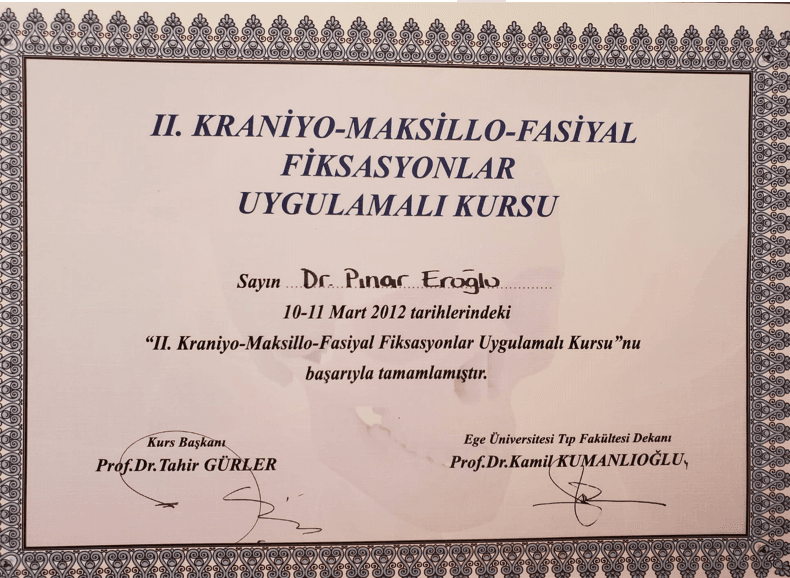 II. KRANİYO-MAKSİLLO-FASİYAL
FİKSASYONLAR
UYGULAMALI KURSU
Sayın Dr. Pınar Eroğlu
10-11 Mart 2012 tarihlerindeki
“II. Kraniyo-Maksillo-Fasiyal Fiksasyonlar Uygulamalı Kursu”nu
başarıyla tamamlamıştır.
Kurs Başkanı
Prof.Dr.Tahir GÜRLER
Ege Üniversitesi Tıp Fakültesi Dekanı
Prof.Dr.Kamil KUMANLIOĞLU